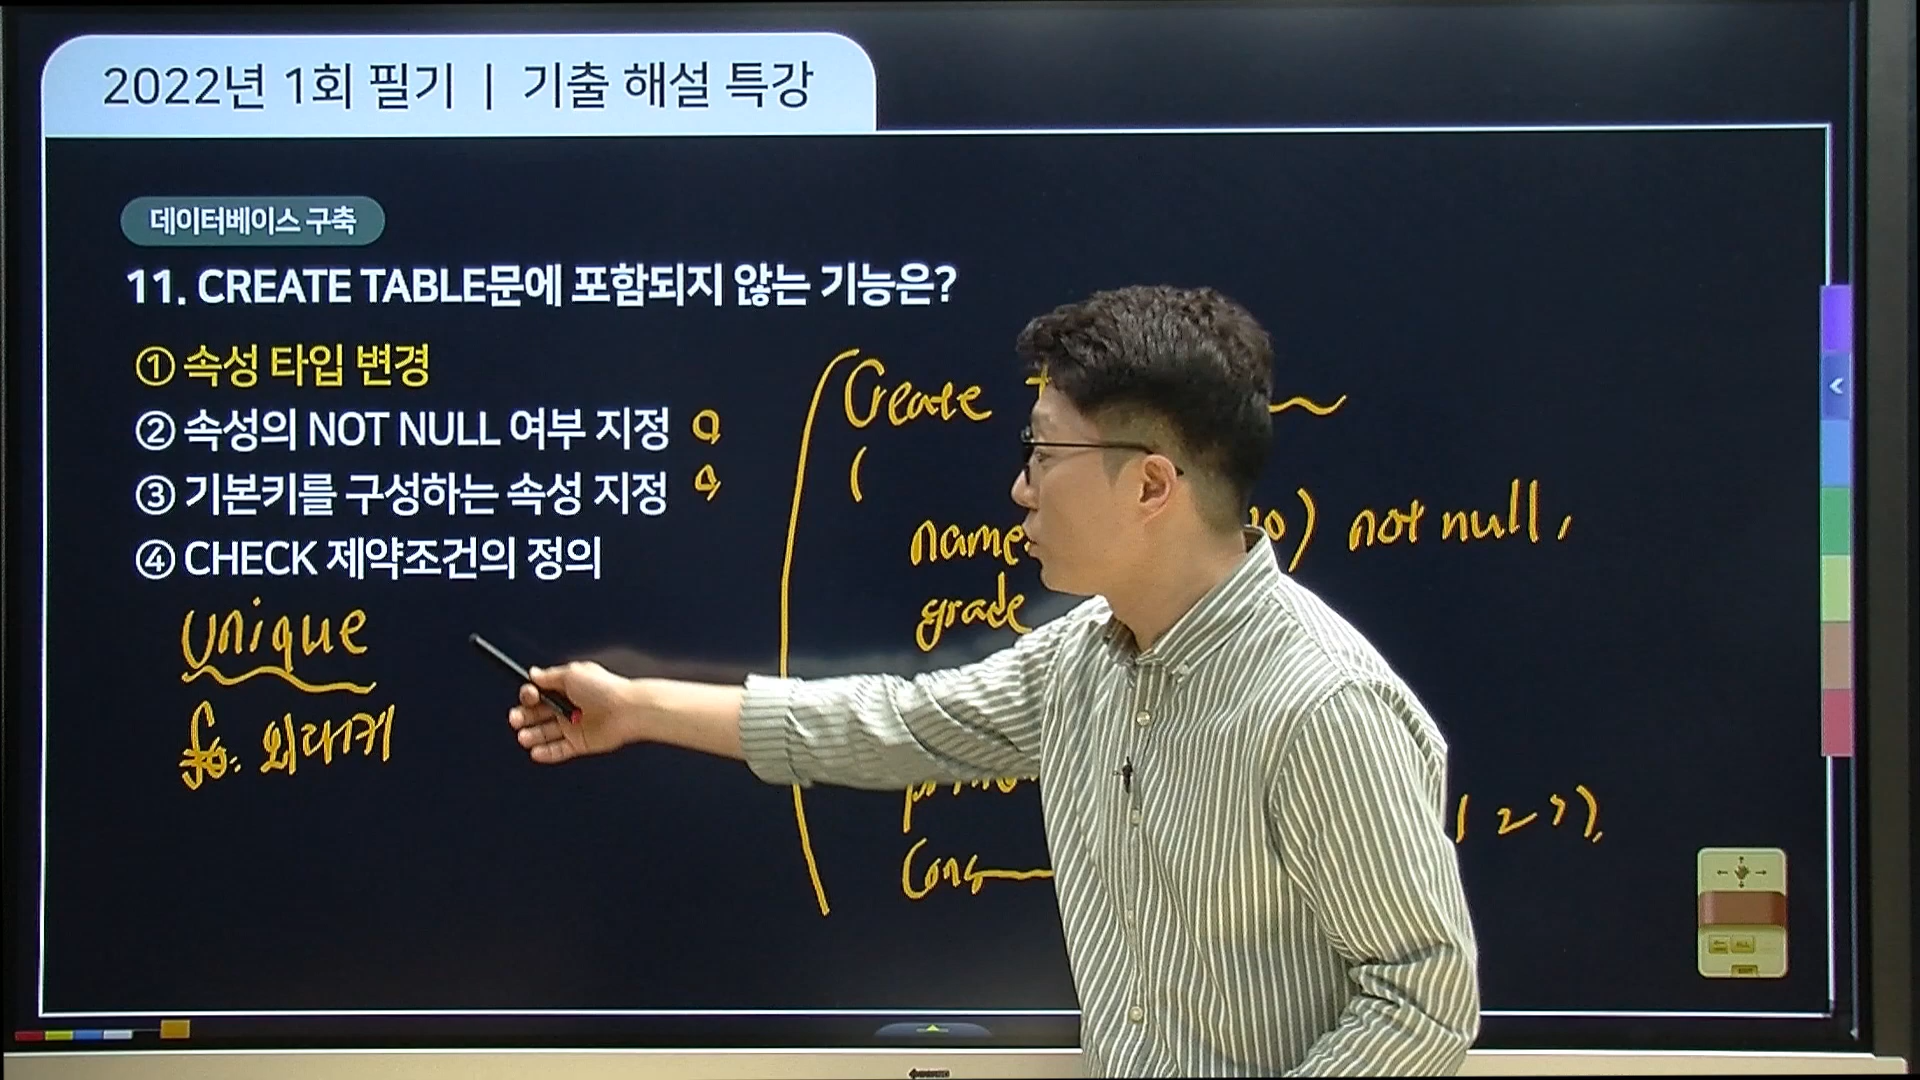 2022년 1회 필기 | 기출 해설 특강
데이터베이스 구축
11. CREATE TABLE문에 포함되지 않는 기능은?
① 속성 타입 변경
② 속성의 NOT NULL 여부 지정
③ 기본키를 구성하는 속성 지정
④ CHECK 제약조건의 정의
unique
외래키
Create
(
name
) not null,
grade
Cons